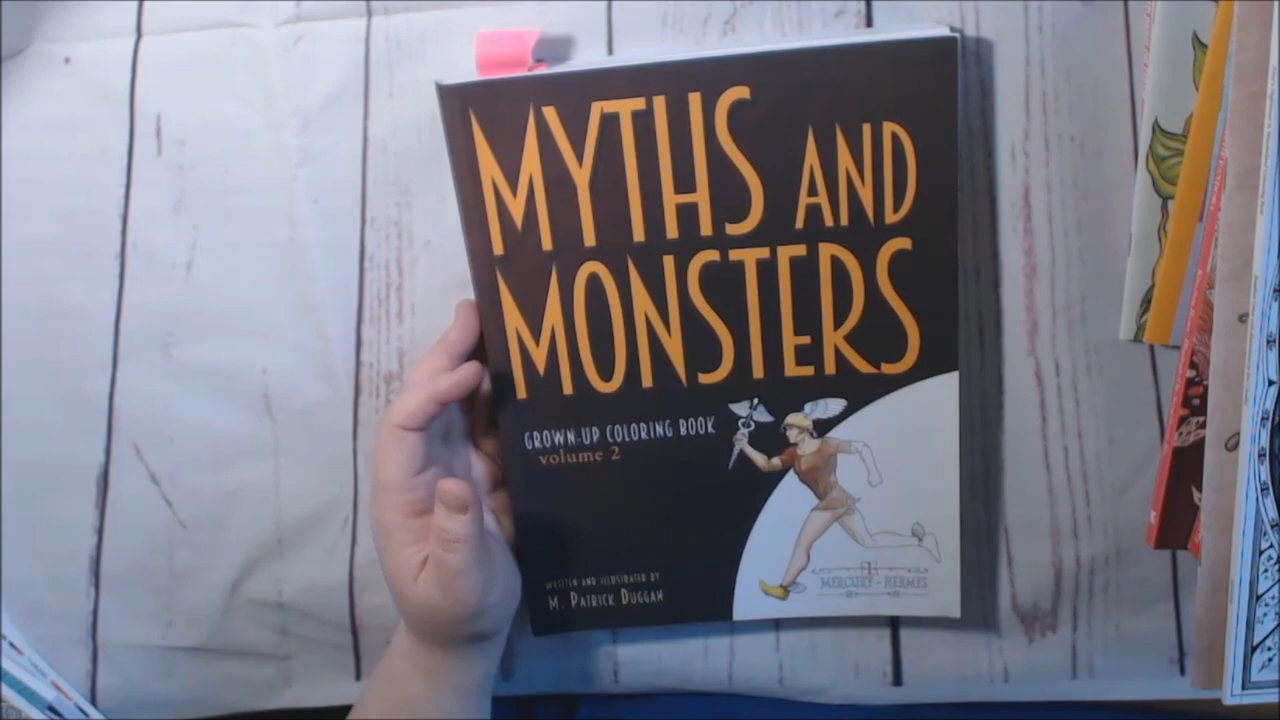 MYTHS AND
MONSTERS
GROWN-UP COLORING BOOK
volume 2
WRITTEN AND ILLUSTRATED BY
M. PATRICK DUGGAN
MERCURY - HERMES